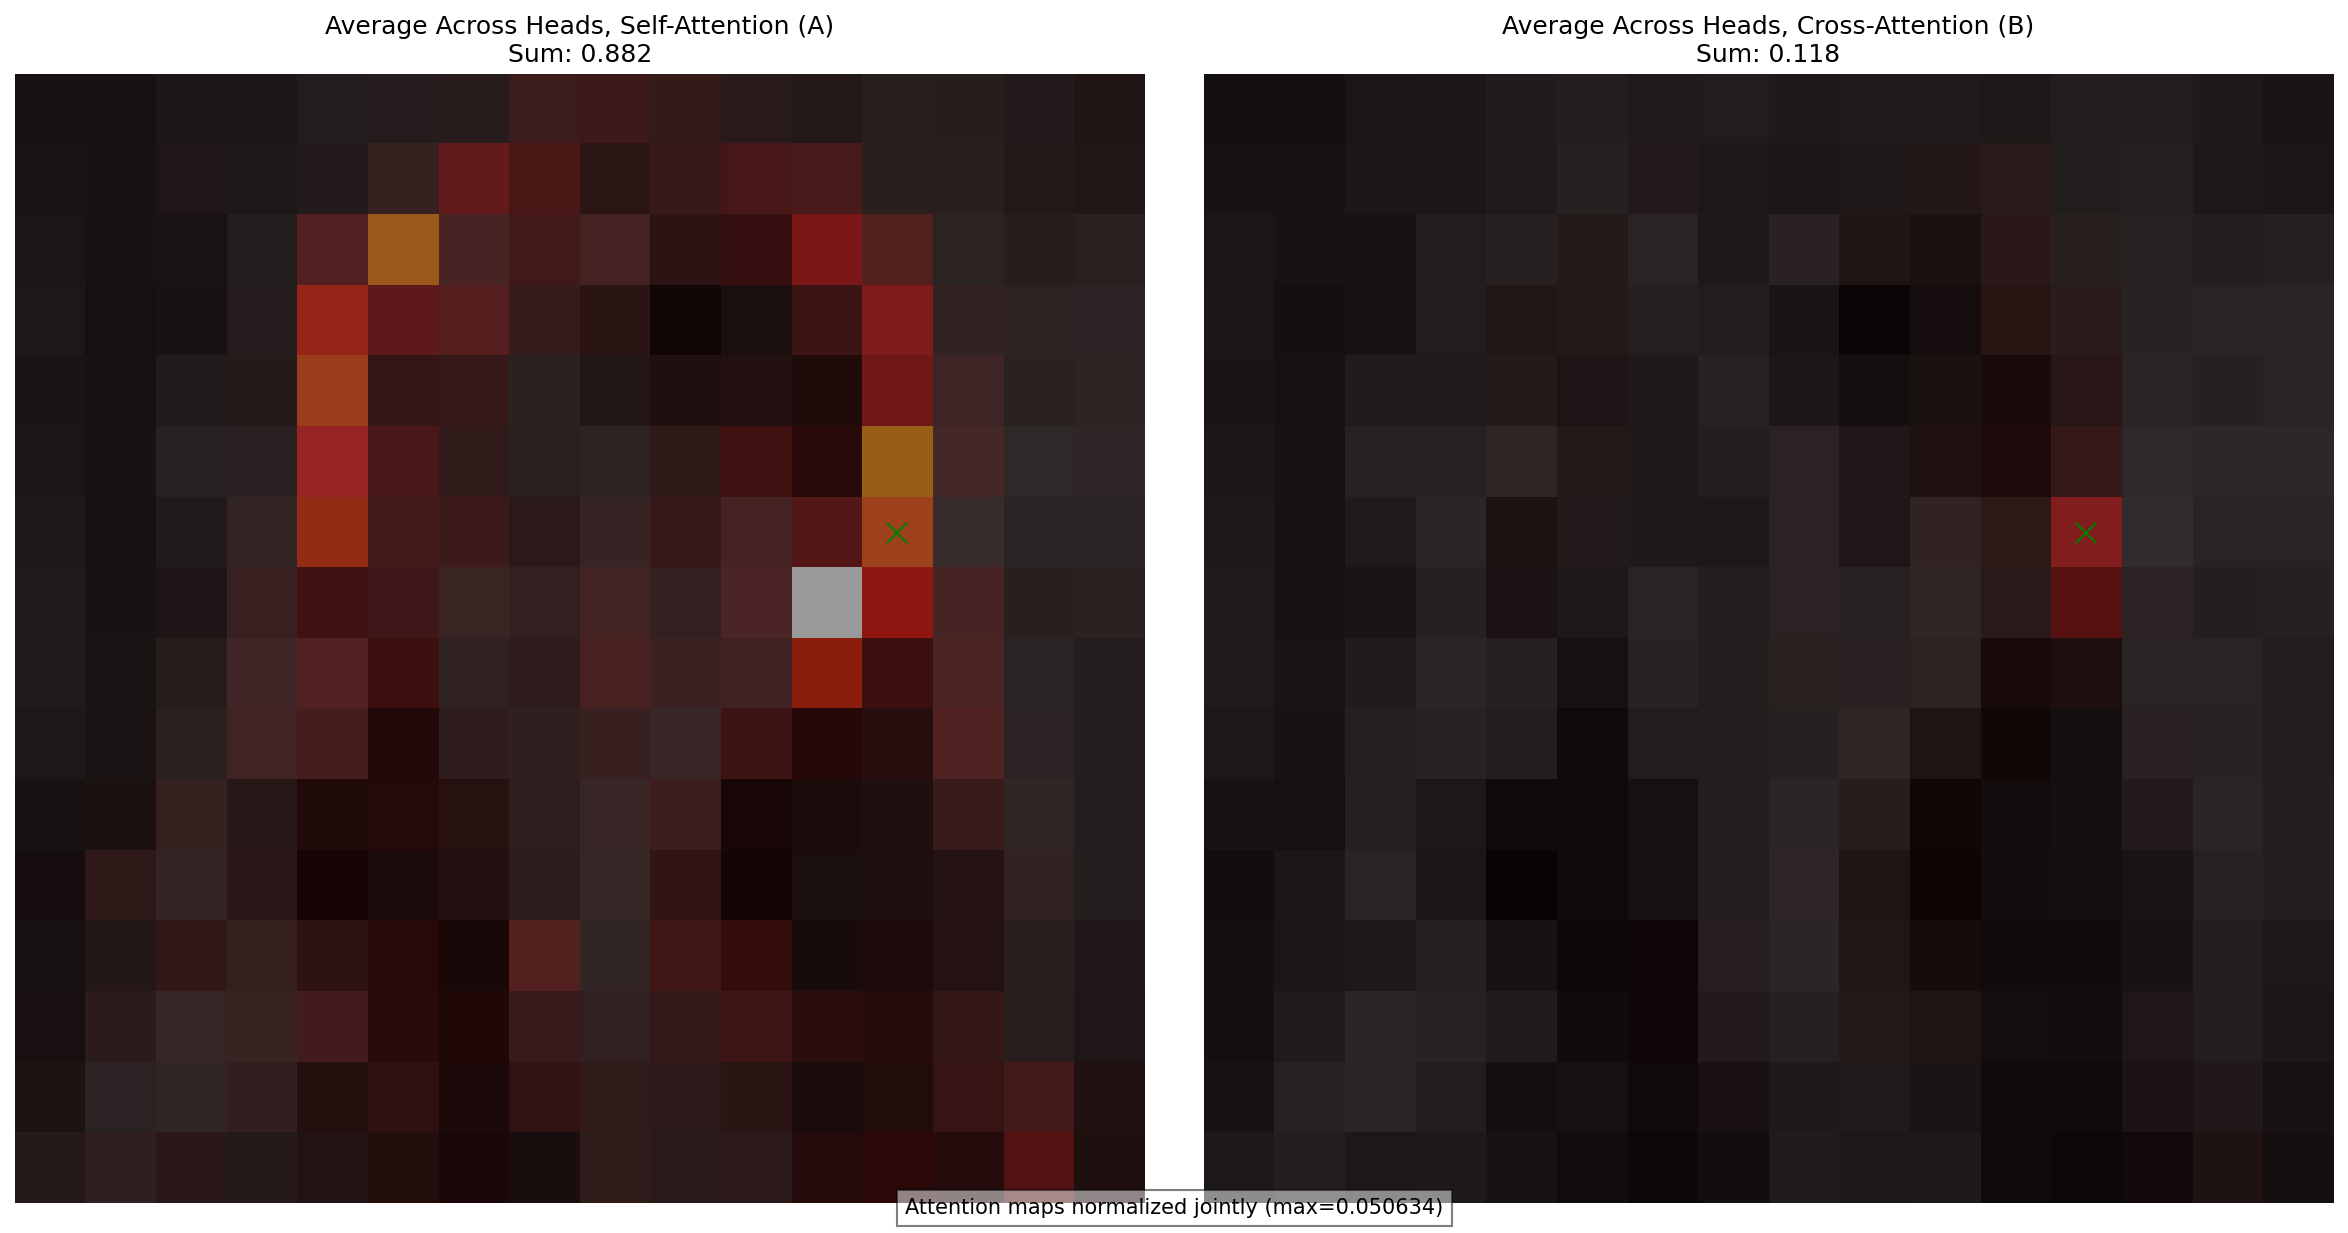 Average Across Heads, Self-Attention (A)
Sum: 0.882
Average Across Heads, Cross-Attention (B)
Sum: 0.118
Attention maps normalized jointly (max=0.050634)